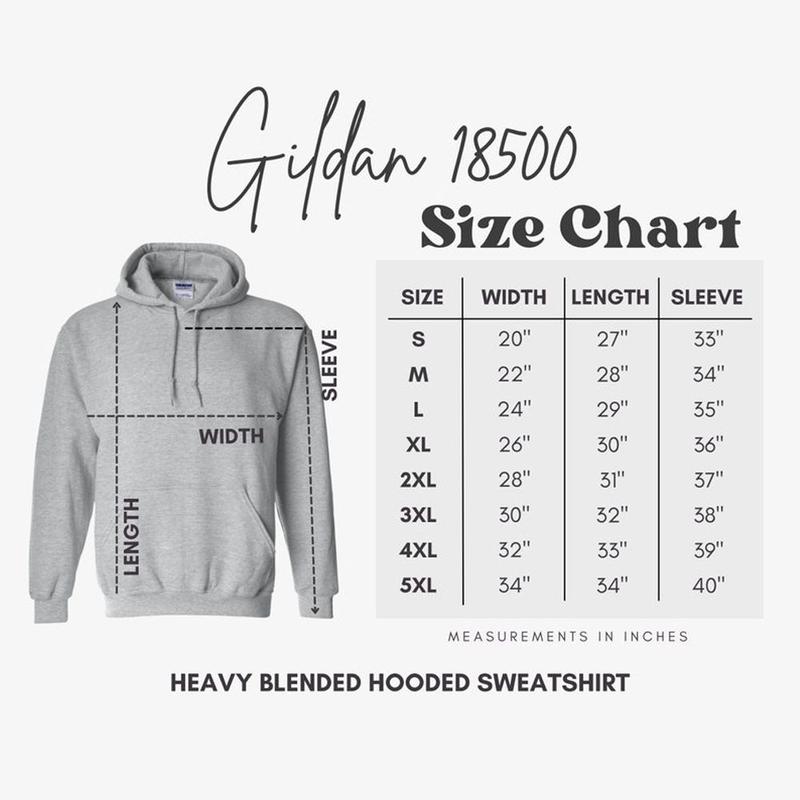 Gildan 18500
Size Chart
SIZE WIDTH LENGTH SLEEVE
S 20" 27" 33"
M 22" 28" 34"
L 24" 29" 35"
XL 26" 30" 36"
2XL 28" 31" 37"
3XL 30" 32" 38"
4XL 32" 33" 39"
5XL 34" 34" 40"
MEASUREMENTS IN INCHES
SLEEVE
WIDTH
LENGTH
HEAVY BLENDED HOODED SWEATSHIRT